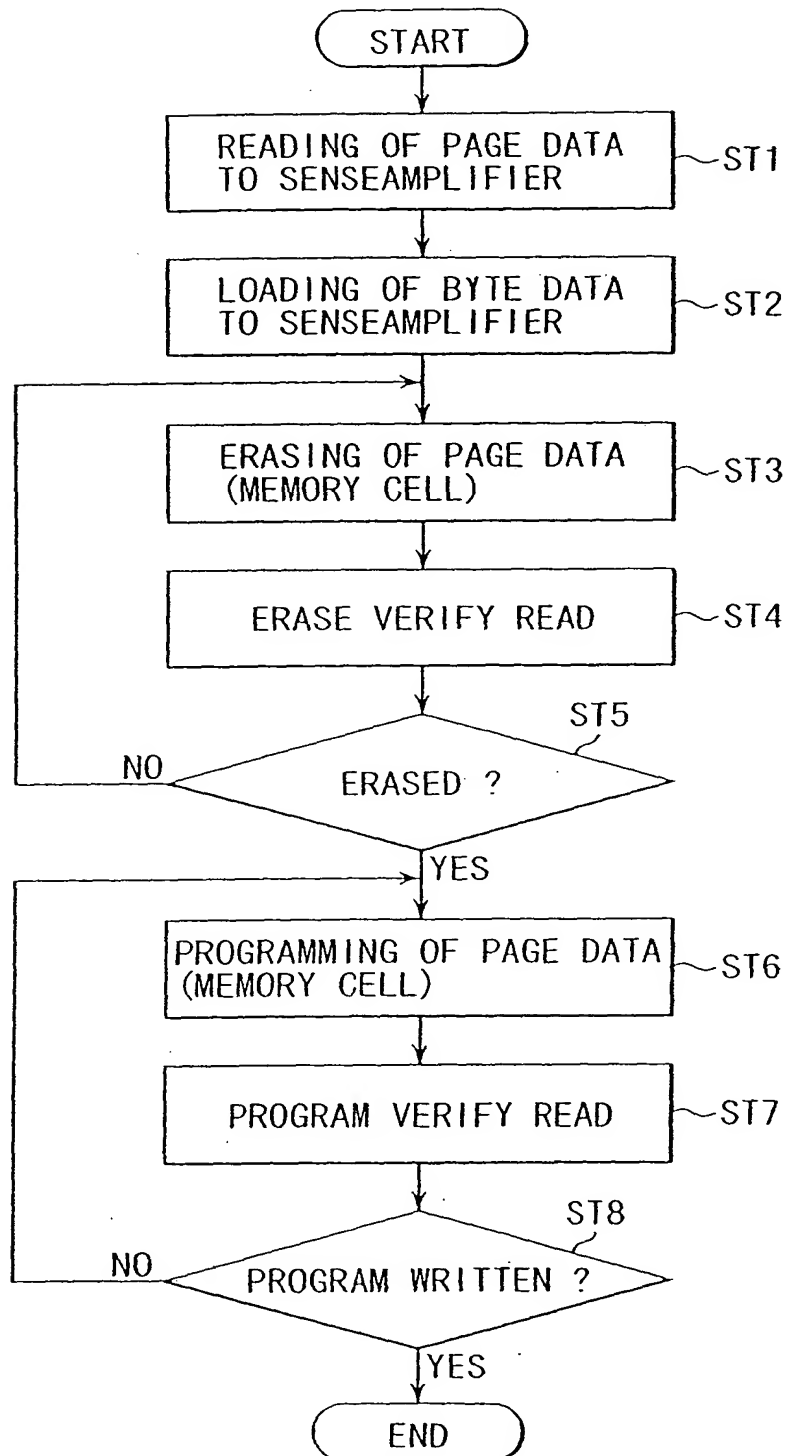 START
READING OF PAGE DATA
TO SENSEAMPLIFIER
ST1
LOADING OF BYTE DATA
TO SENSEAMPLIFIER
ST2
ERASING OF PAGE DATA
(MEMORY CELL)
ST3
ERASE VERIFY READ
ST4
ST5
NO
ERASED ?
YES
PROGRAMMING OF PAGE DATA
(MEMORY CELL)
ST6
PROGRAM VERIFY READ
ST7
ST8
NO
PROGRAM WRITTEN ?
YES
END